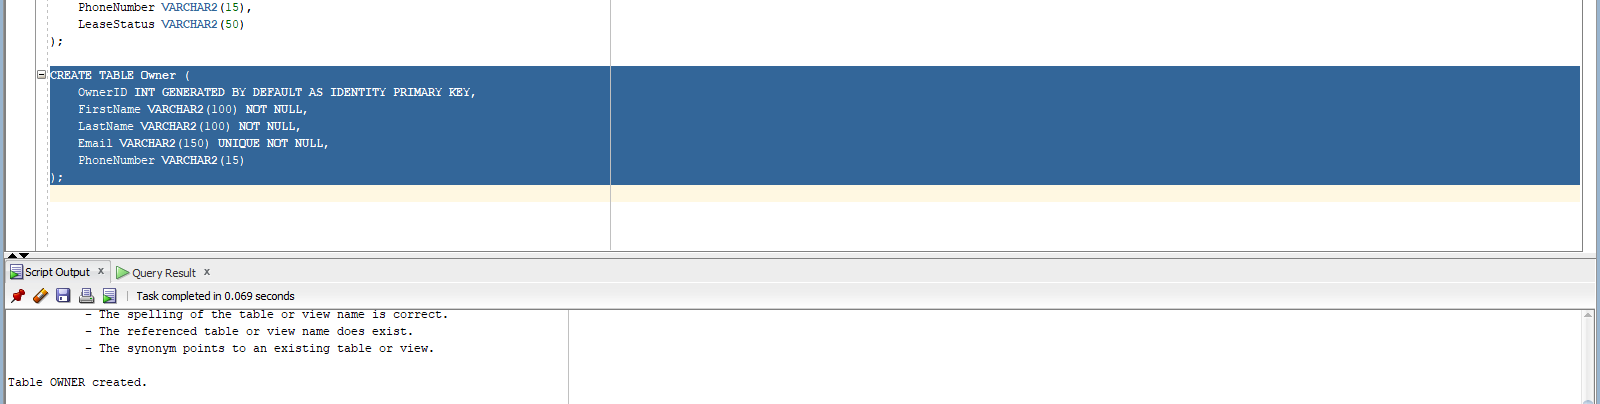 PhoneNumber VARCHAR2(15),
LeaseStatus VARCHAR2(50)
);
CREATE TABLE Owner (
OwnerID INT GENERATED BY DEFAULT AS IDENTITY PRIMARY KEY,
FirstName VARCHAR2(100) NOT NULL,
LastName VARCHAR2(100) NOT NULL,
Email VARCHAR2(150) UNIQUE NOT NULL,
PhoneNumber VARCHAR2(15)
);
Script Output x Query Result x
Task completed in 0.069 seconds
- The spelling of the table or view name is correct.
- The referenced table or view name does exist.
- The synonym points to an existing table or view.
Table OWNER created.